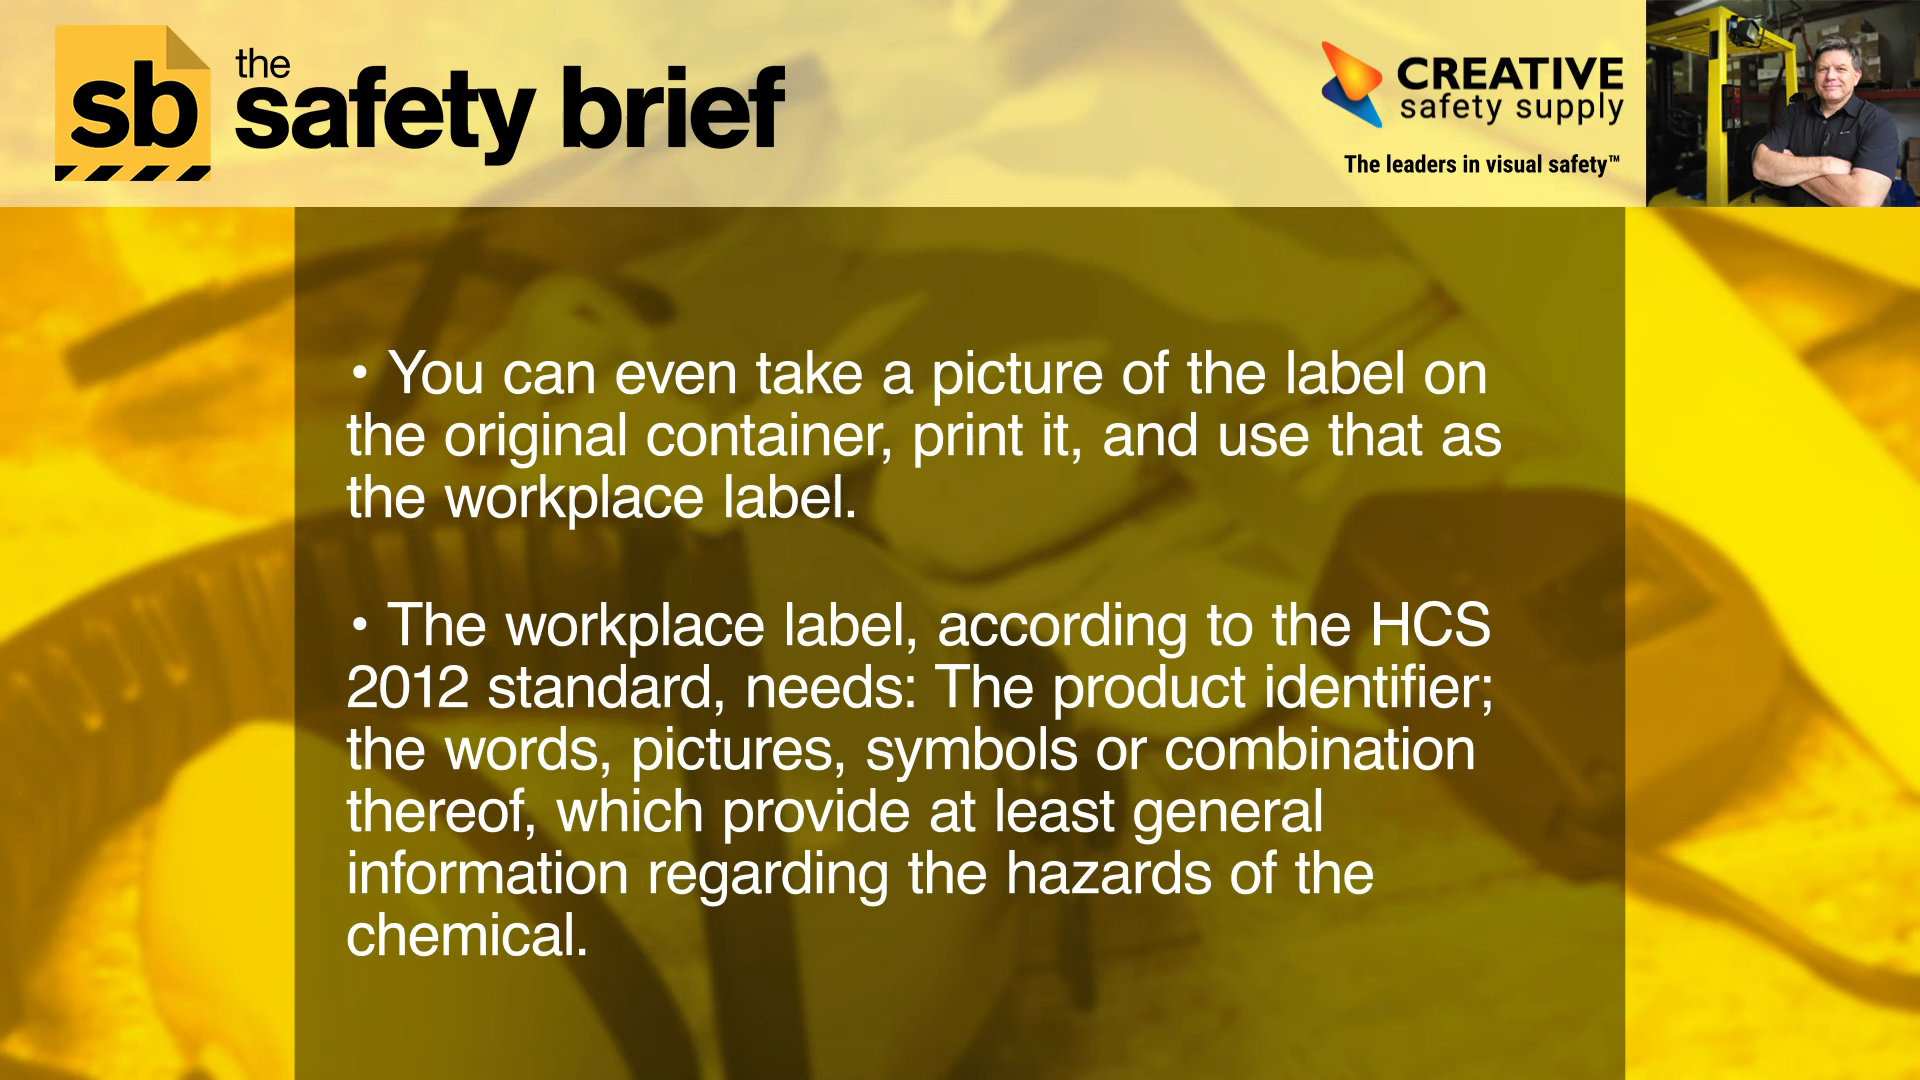 sb
the
safety brief
CREATIVE
safety supply
The leaders in visual safety™
• You can even take a picture of the label on
the original container, print it, and use that as
the workplace label.
• The workplace label, according to the HCS
2012 standard, needs: The product identifier;
the words, pictures, symbols or combination
thereof, which provide at least general
information regarding the hazards of the
chemical.